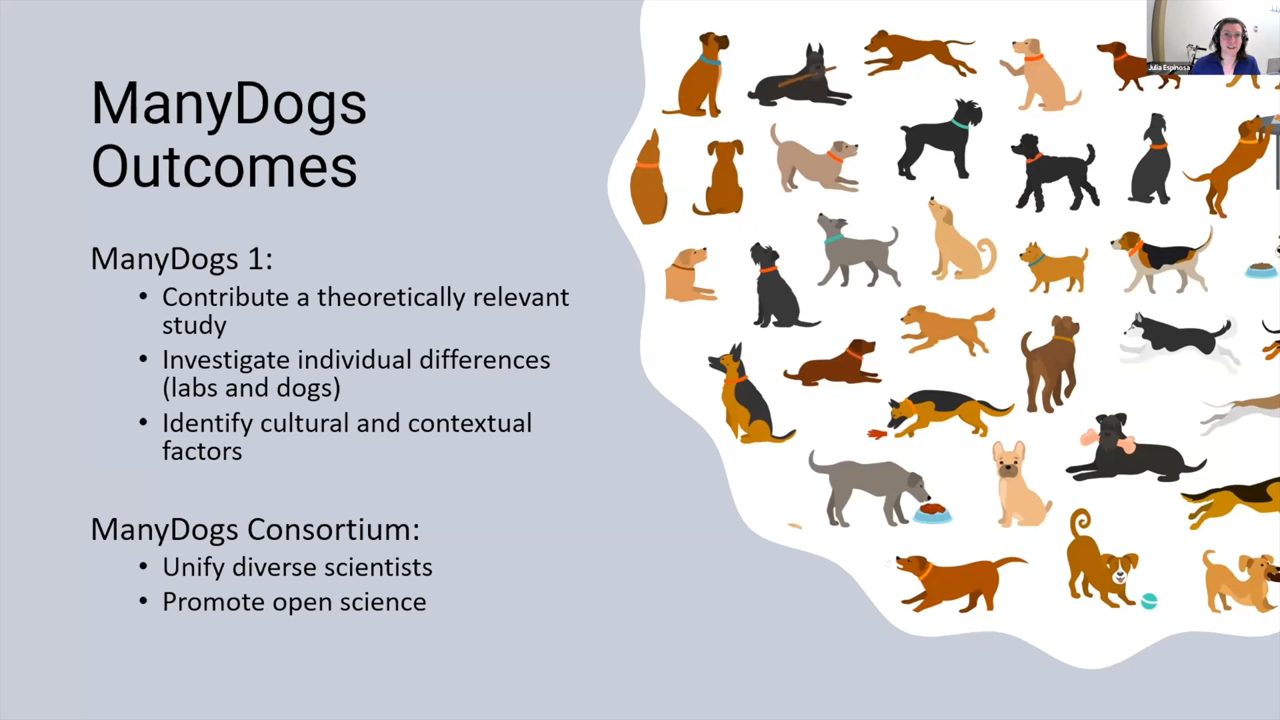 ManyDogs
Outcomes
ManyDogs 1:
• Contribute a theoretically relevant
study
• Investigate individual differences
(labs and dogs)
• Identify cultural and contextual
factors
ManyDogs Consortium:
• Unify diverse scientists
• Promote open science
Julia Espinosa